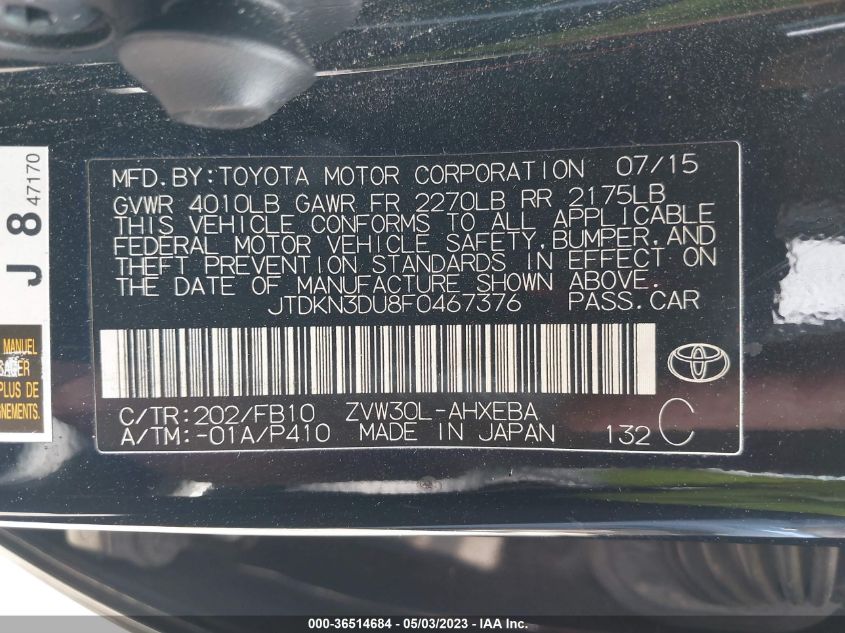 MFD. BY: TOYOTA MOTOR CORPORATION 07/15
GVWR 4010LB GAWR FR 2270LB RR 2175LB
THIS VEHICLE CONFORMS TO ALL APPLICABLE
FEDERAL MOTOR VEHICLE SAFETY, BUMPER, AND
THEFT PREVENTION STANDARDS IN EFFECT ON
THE DATE OF MANUFACTURE SHOWN ABOVE.
JTDKN3DU8F0467376 PASS. CAR
C/TR: 202/FB10 ZVW30L-AHXEBA
A/TM: -01A/P410 MADE IN JAPAN 132 C
J 8 47170
MANUEL
PLUS DE
NEMENTS.
000-36514684 - 05/03/2023 - IAA Inc.